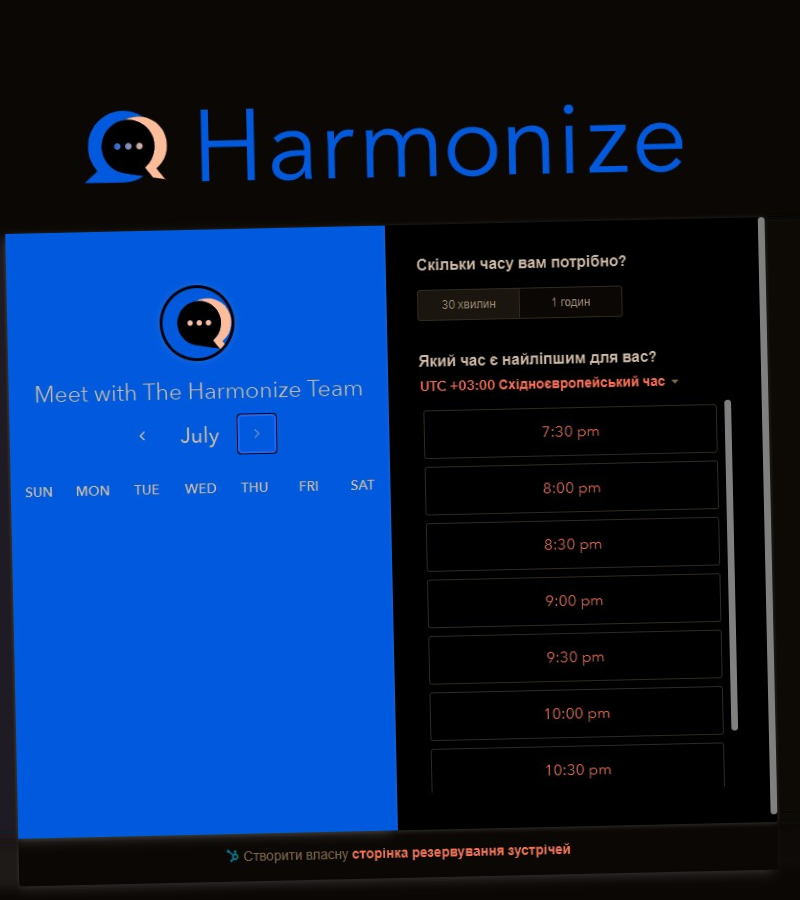 Harmonize
Meet with The Harmonize Team
July
SUN MON TUE WED THU FRI SAT
Скільки часу вам потрібно?
30 хвилин 1 годин
Який час є найліпшим для вас?
UTC +03:00 Східноєвропейський час
7:30 pm
8:00 pm
8:30 pm
9:00 pm
9:30 pm
10:00 pm
10:30 pm
Створити власну сторінка резервування зустрічей